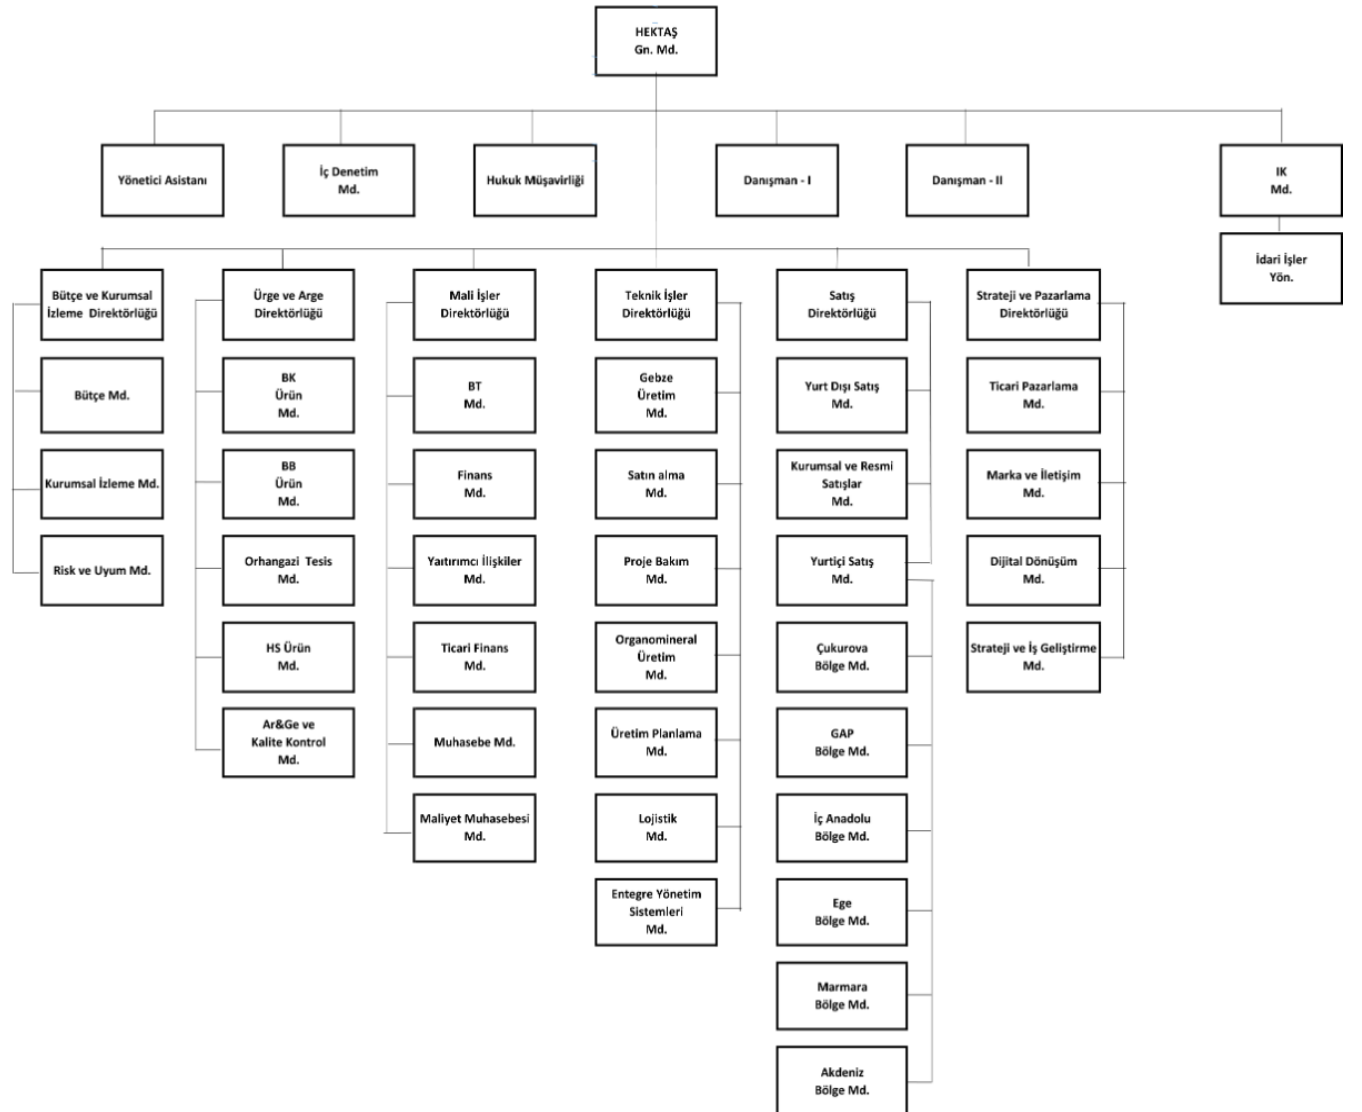 HEKTAŞ
Gn. Md.
Yönetici Asistanı
İç Denetim
Md.
Hukuk Müşavirliği
Danışman - I
Danışman - II
IK
Md.
İdari İşler
Yön.
Bütçe ve Kurumsal
İzleme Direktörlüğü
Bütçe Md.
Kurumsal İzleme Md.
Risk ve Uyum Md.
Ürge ve Arge
Direktörlüğü
BK
Ürün
Md.
BB
Ürün
Md.
Orhangazi Tesis
Md.
HS Ürün
Md.
Ar&Ge ve
Kalite Kontrol
Md.
Mali İşler
Direktörlüğü
BT
Md.
Finans
Md.
Yaıtırımcı İlişkiler
Md.
Ticari Finans
Md.
Muhasebe Md.
Maliyet Muhasebesi
Md.
Teknik İşler
Direktörlüğü
Gebze
Üretim
Md.
Satın alma
Md.
Proje Bakım
Md.
Organomineral
Üretim
Md.
Üretim Planlama
Md.
Lojistik
Md.
Entegre Yönetim
Sistemleri
Md.
Satış
Direktörlüğü
Yurt Dışı Satış
Md.
Kurumsal ve Resmi
Satışlar
Md.
Yurtiçi Satış
Md.
Çukurova
Bölge Md.
GAP
Bölge Md.
İç Anadolu
Bölge Md.
Ege
Bölge Md.
Marmara
Bölge Md.
Akdeniz
Bölge Md.
Strateji ve Pazarlama
Direktörlüğü
Ticari Pazarlama
Md.
Marka ve İletişim
Md.
Dijital Dönüşüm
Md.
Strateji ve İş Geliştirme
Md.